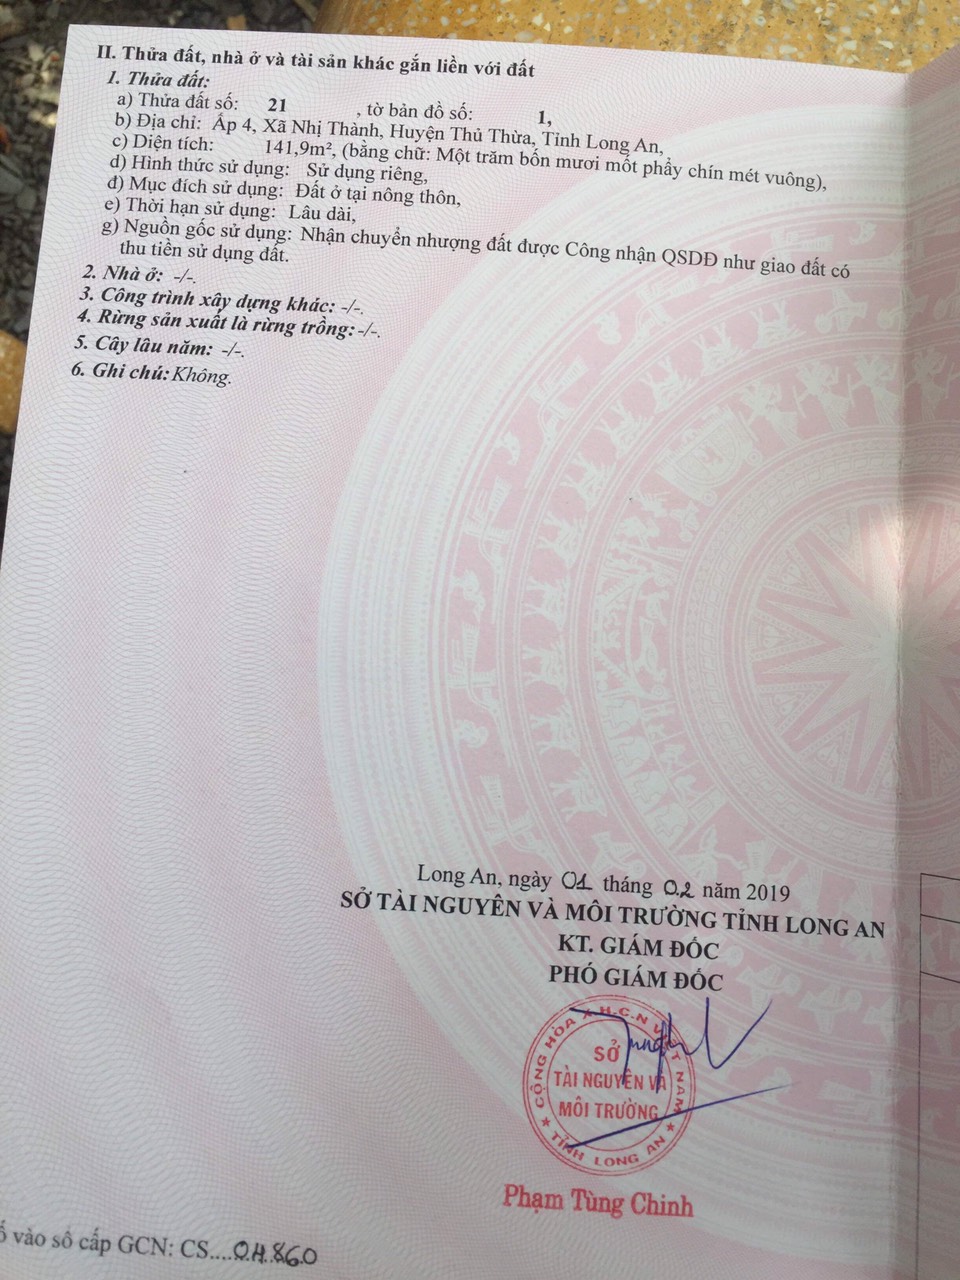 II. Thửa đất, nhà ở và tài sản khác gắn liền với đất
1. Thửa đất:
a) Thửa đất số: 21 , tờ bản đồ số: 1,
b) Địa chỉ: Ấp 4, Xã Nhị Thành, Huyện Thủ Thừa, Tỉnh Long An,
c) Diện tích: 141,9m², (bằng chữ: Một trăm bốn mươi mốt phẩy chín mét vuông),
d) Hình thức sử dụng: Sử dụng riêng,
đ) Mục đích sử dụng: Đất ở tại nông thôn,
e) Thời hạn sử dụng: Lâu dài,
g) Nguồn gốc sử dụng: Nhận chuyển nhượng đất được Công nhận QSDĐ như giao đất có
thu tiền sử dụng đất.
2. Nhà ở: -/-.
3. Công trình xây dựng khác: -/-.
4. Rừng sản xuất là rừng trồng: -/-.
5. Cây lâu năm: -/-.
6. Ghi chú: Không.
Long An, ngày 01 tháng 02 năm 2019
SỞ TÀI NGUYÊN VÀ MÔI TRƯỜNG TỈNH LONG AN
KT. GIÁM ĐỐC
PHÓ GIÁM ĐỐC
CỘNG HÒA X.H.C.N VIỆT NAM
SỞ
TÀI NGUYÊN VÀ
MÔI TRƯỜNG
★ TỈNH LONG AN ★
Phạm Tùng Chinh
ố vào sổ cấp GCN: CS....04860